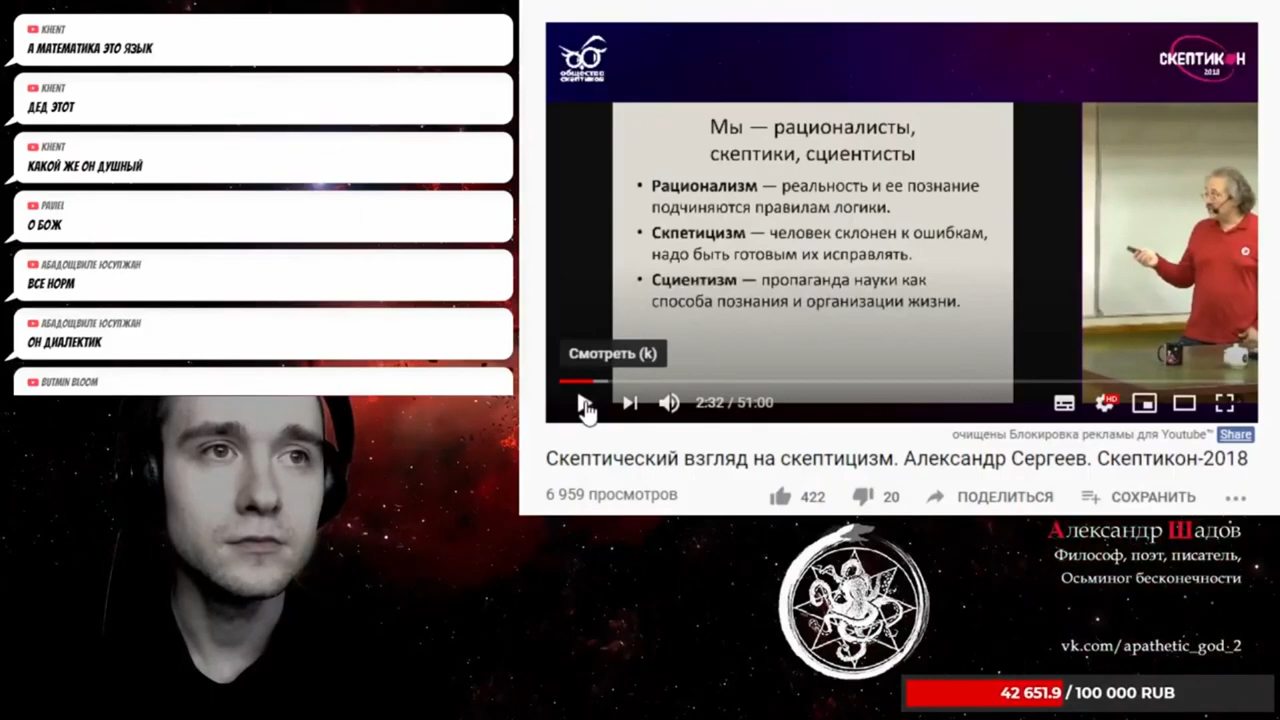 KHENT
А МАТЕМАТИКА ЭТО ЯЗЫК
KHENT
ДЕД ЭТОТ
KHENT
КАКОЙ ЖЕ ОН ДУШНЫЙ
PAVIEL
О БОЖ
АБАДОЩВИЛЕ ЮСУПЖАН
ВСЕ НОРМ
АБАДОЩВИЛЕ ЮСУПЖАН
ОН ДИАЛЕКТИК
BUTMIN BLOOM
общество
скептиков
СКЕПТИКОН
2018
Мы — рационалисты,
скептики, сциентисты
• Рационализм — реальность и ее познание
подчиняются правилам логики.
• Скпетицизм — человек склонен к ошибкам,
надо быть готовым их исправлять.
• Сциентизм — пропаганда науки как
способа познания и организации жизни.
Смотреть (k)
2:32 / 51:00
HD
очищены Блокировка рекламы для Youtube™ Share
Скептический взгляд на скептицизм. Александр Сергеев. Скептикон-2018
6 959 просмотров
422
20
ПОДЕЛИТЬСЯ
СОХРАНИТЬ
Александр Шадов
Философ, поэт, писатель,
Осьминог бесконечности
vk.com/apathetic_god_2
42 651.9 / 100 000 RUB